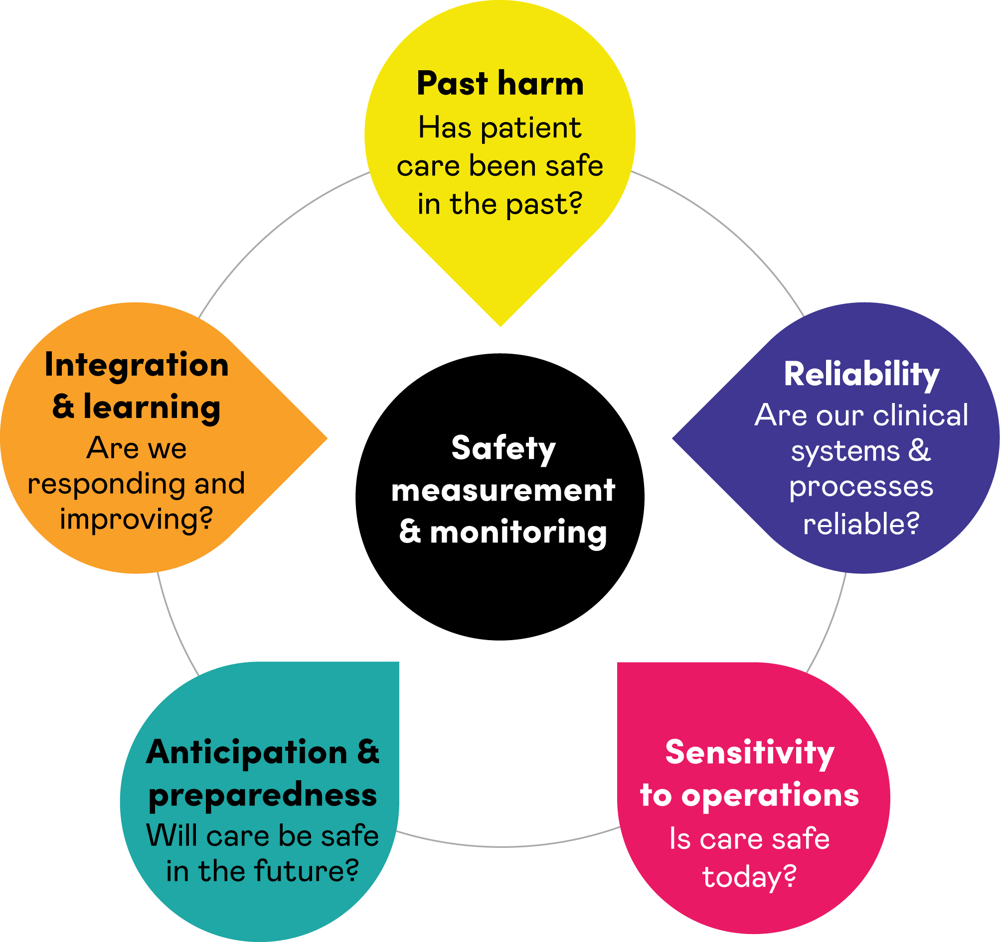 Past harm
Has patient
care been safe
in the past?
Integration
& learning
Are we
responding and
improving?
Safety
measurement
& monitoring
Reliability
Are our clinical
systems &
processes
reliable?
Anticipation &
preparedness
Will care be safe
in the future?
Sensitivity
to operations
Is care safe
today?